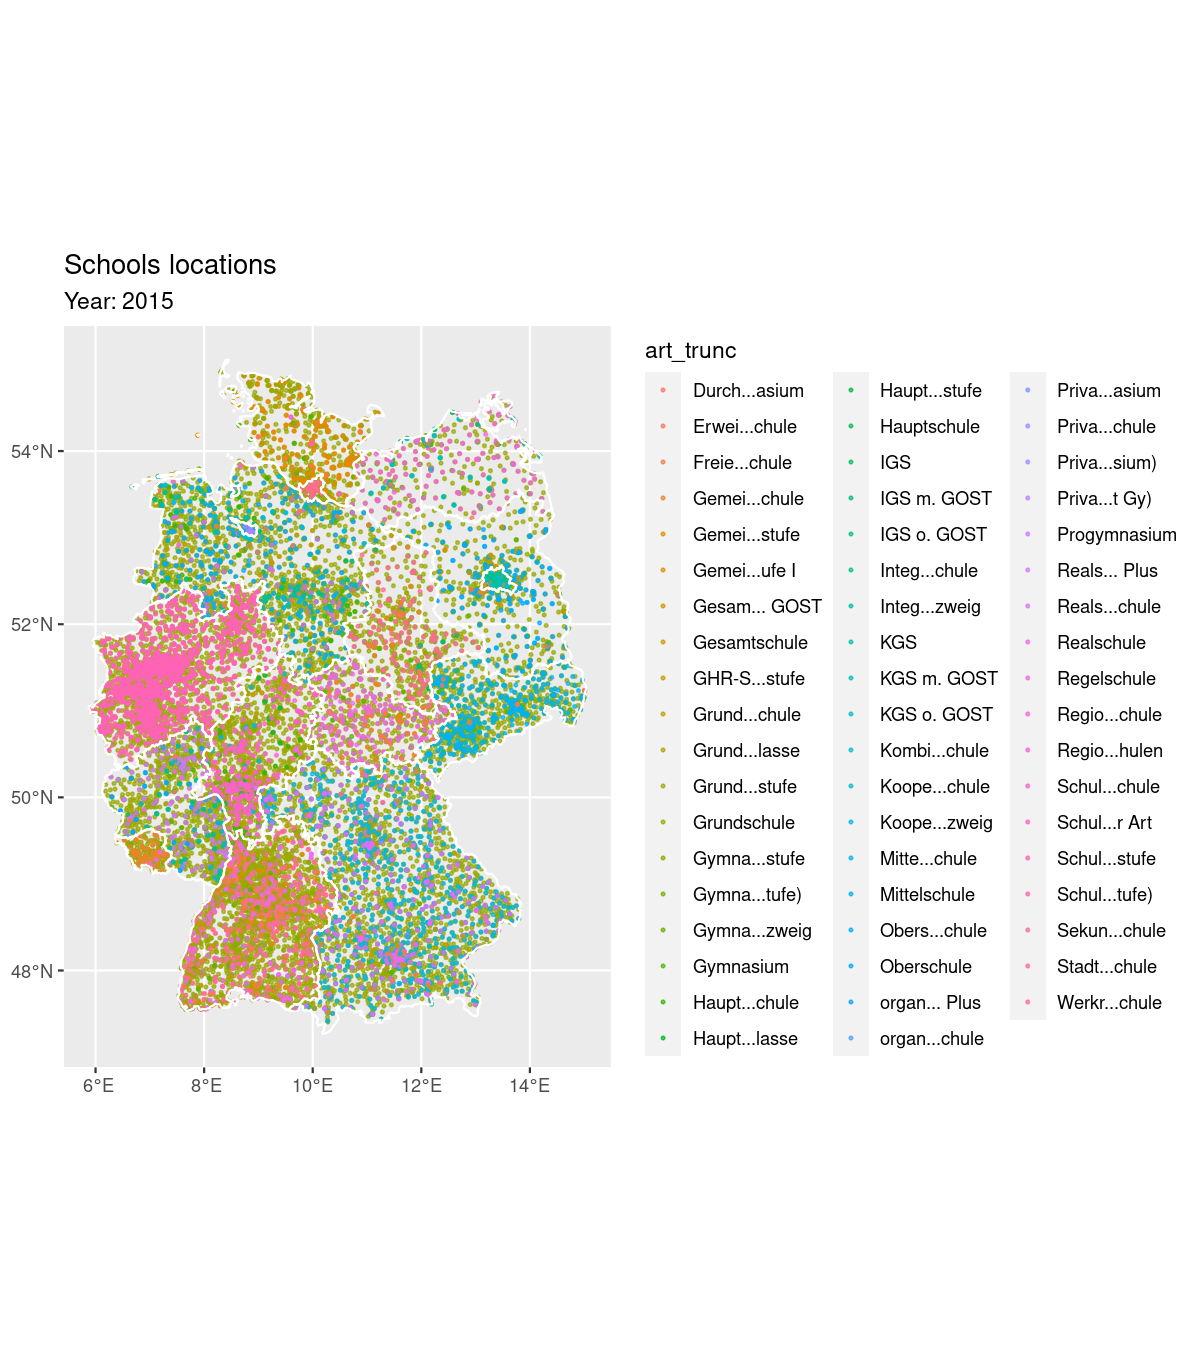 Schools locations
Year: 2015
54°N
52°N
50°N
48°N
6°E
8°E
10°E
12°E
14°E
art_trunc
Durch...asium
Erwei...chule
Freie...chule
Gemei...chule
Gemei...stufe
Gemei...ufe I
Gesam... GOST
Gesamtschule
GHR-S...stufe
Grund...chule
Grund...lasse
Grund...stufe
Grundschule
Gymna...stufe
Gymna...tufe)
Gymna...zweig
Gymnasium
Haupt...chule
Haupt...lasse
Haupt...stufe
Hauptschule
IGS
IGS m. GOST
IGS o. GOST
Integ...chule
Integ...zweig
KGS
KGS m. GOST
KGS o. GOST
Kombi...chule
Koope...chule
Koope...zweig
Mitte...chule
Mittelschule
Obers...chule
Oberschule
organ... Plus
organ...chule
Priva...asium
Priva...chule
Priva...sium)
Priva...t Gy)
Progymnasium
Reals... Plus
Reals...chule
Realschule
Regelschule
Regio...chule
Regio...hulen
Schul...chule
Schul...r Art
Schul...stufe
Schul...tufe)
Sekun...chule
Stadt...chule
Werkr...chule